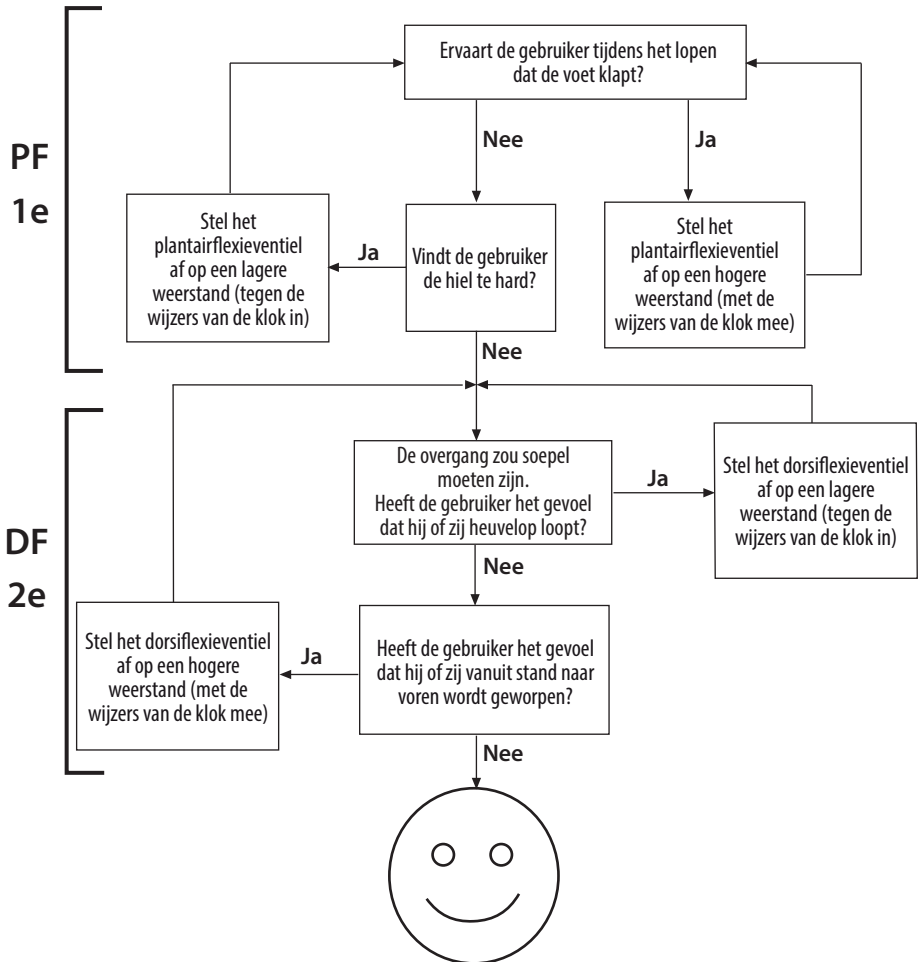 Ervaart de gebruiker tijdens het lopen
dat de voet klapt?
PF
1e
Nee
Ja
Stel het
plantairflexieventiel
af op een lagere
weerstand (tegen de
wijzers van de klok in)
Ja
Vindt de gebruiker
de hiel te hard?
Stel het
plantairflexieventiel
af op een hogere
weerstand (met de
wijzers van de klok mee)
Nee
DF
2e
De overgang zou soepel
moeten zijn.
Heeft de gebruiker het gevoel
dat hij of zij heuvelop loopt?
Ja
Stel het dorsiflexieventiel
af op een lagere
weerstand (tegen de
wijzers van de klok in)
Nee
Stel het dorsiflexieventiel
af op een hogere
weerstand (met de
wijzers van de klok mee)
Ja
Heeft de gebruiker het gevoel
dat hij of zij vanuit stand naar
voren wordt geworpen?
Nee